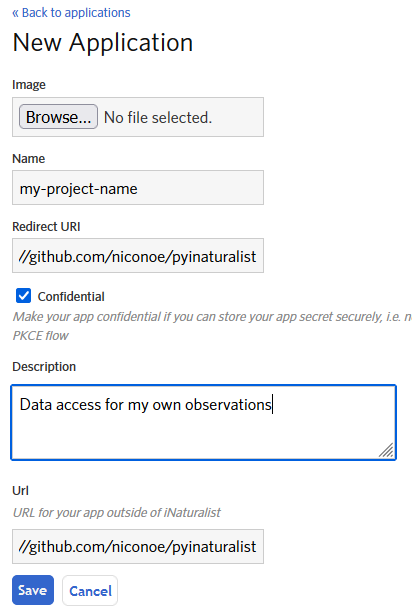 « Back to applications
New Application
Image
Browse... No file selected.
Name
my-project-name
Redirect URI
//github.com/niconoe/pyinaturalist
Confidential
Make your app confidential if you can store your app secret securely, i.e.
PKCE flow
Description
Data access for my own observations
Url
URL for your app outside of iNaturalist
//github.com/niconoe/pyinaturalist
Save Cancel